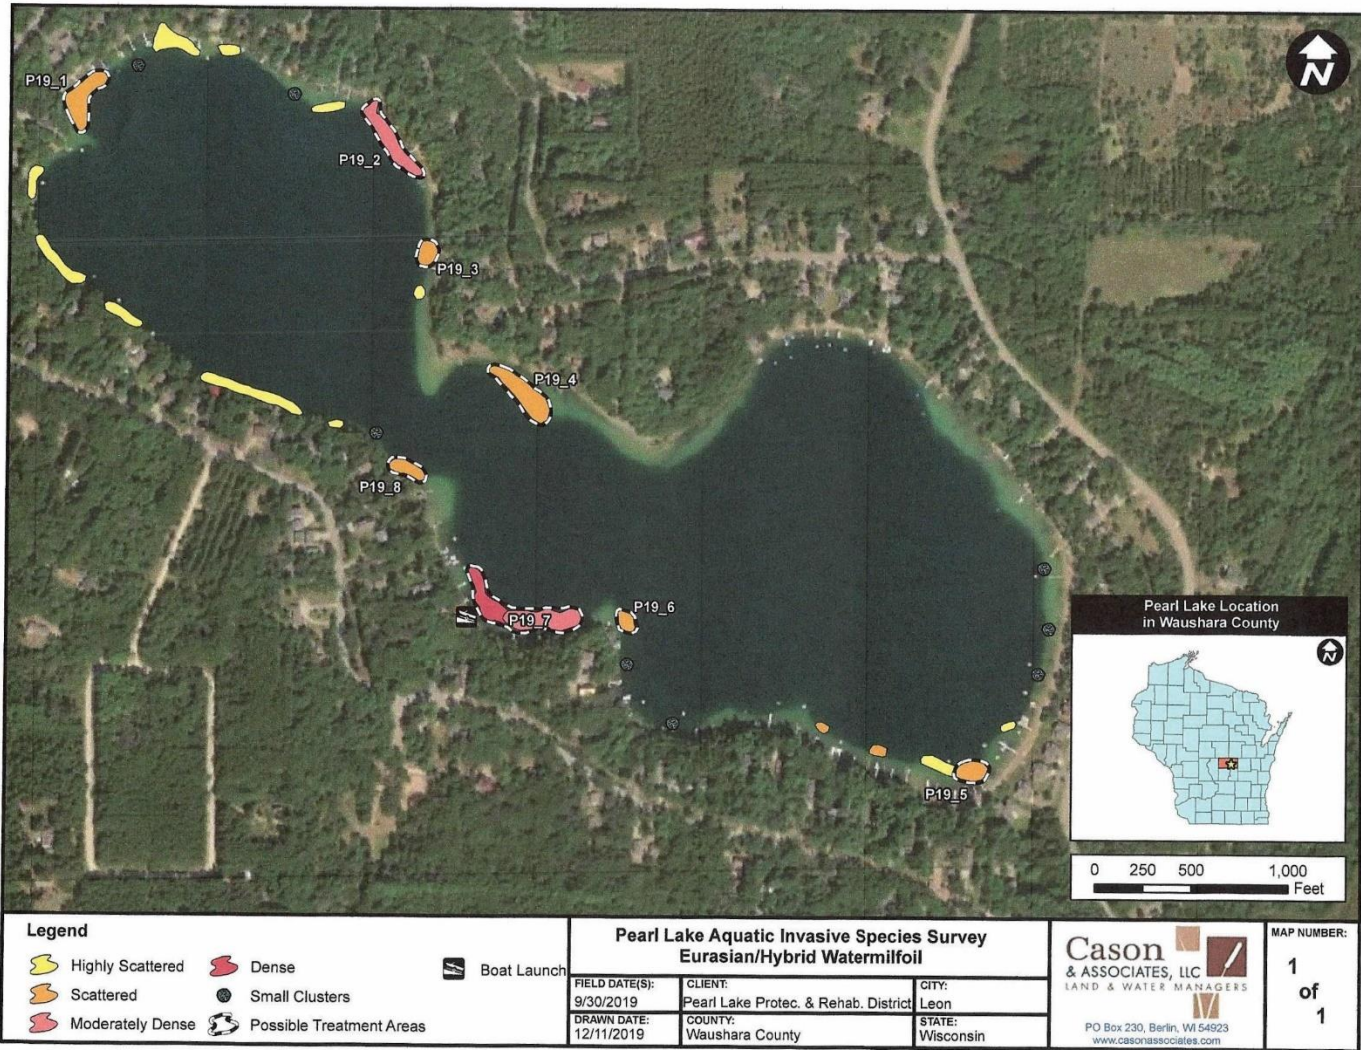 N
P19_1
P19_2
P19_3
P19_4
P19_8
P19_7
P19_6
P19_5
Pearl Lake Location
in Waushara County
N
0 250 500 1,000
Feet
Legend
Highly Scattered
Scattered
Moderately Dense
Dense
Small Clusters
Possible Treatment Areas
Boat Launch
Pearl Lake Aquatic Invasive Species Survey
Eurasian/Hybrid Watermilfoil
FIELD DATE(S):
9/30/2019
CLIENT:
Pearl Lake Protec. & Rehab. District
CITY:
Leon
DRAWN DATE:
12/11/2019
COUNTY:
Waushara County
STATE:
Wisconsin
Cason
& ASSOCIATES, LLC
LAND & WATER MANAGERS
PO Box 230, Berlin, WI 54923
www.casonassociates.com
MAP NUMBER:
1
of
1